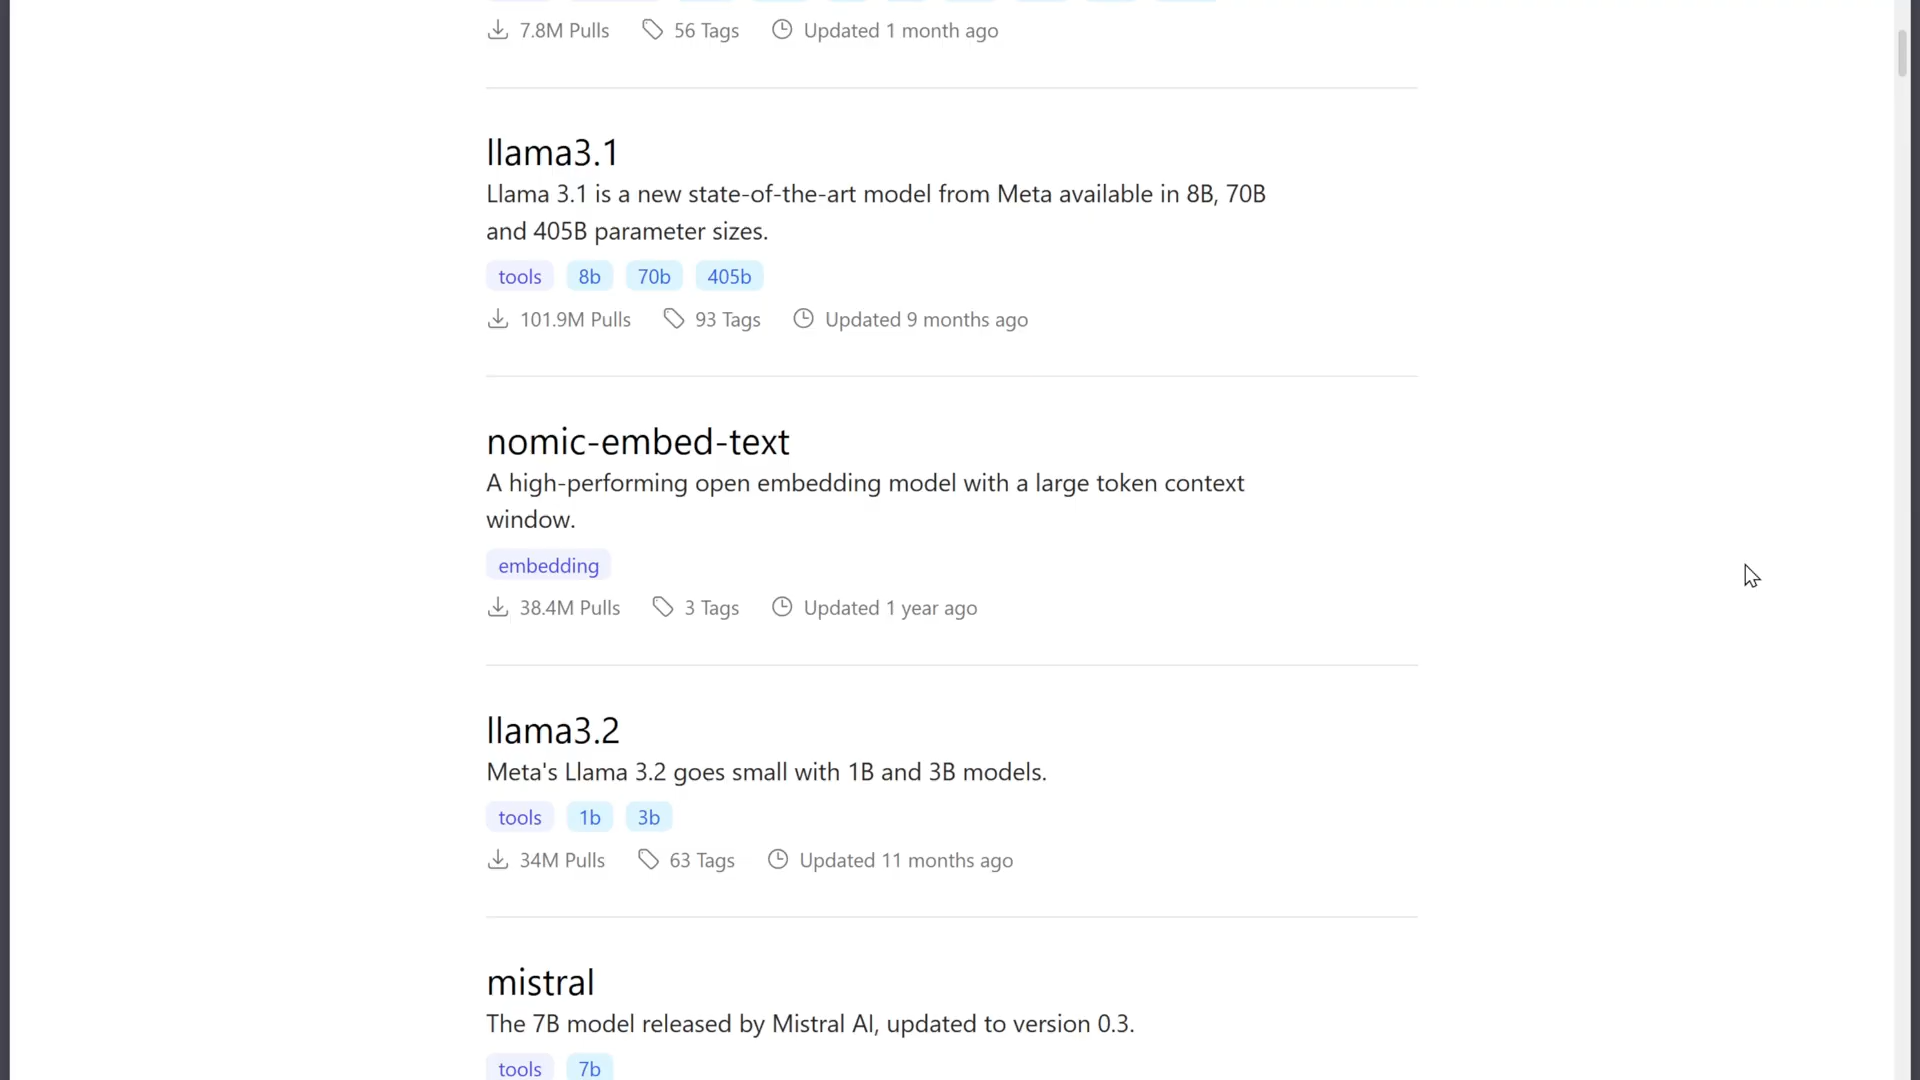 7.8M Pulls 56 Tags Updated 1 month ago
llama3.1
Llama 3.1 is a new state-of-the-art model from Meta available in 8B, 70B
and 405B parameter sizes.
tools 8b 70b 405b
101.9M Pulls 93 Tags Updated 9 months ago
nomic-embed-text
A high-performing open embedding model with a large token context
window.
embedding
38.4M Pulls 3 Tags Updated 1 year ago
llama3.2
Meta's Llama 3.2 goes small with 1B and 3B models.
tools 1b 3b
34M Pulls 63 Tags Updated 11 months ago
mistral
The 7B model released by Mistral AI, updated to version 0.3.
tools 7b